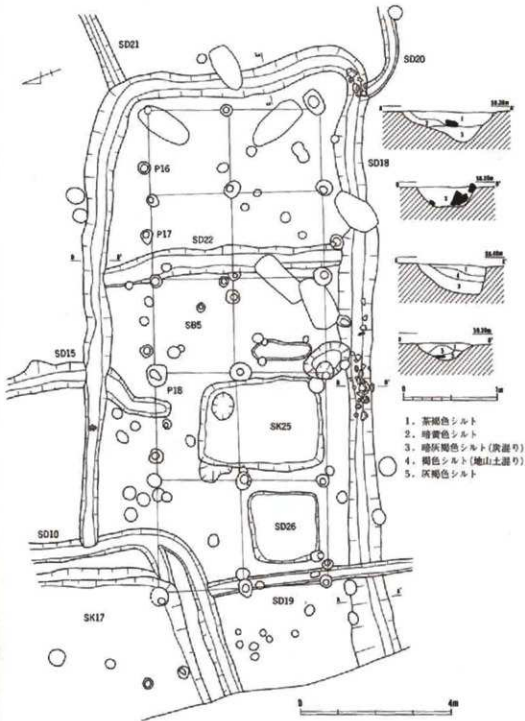 SD21
SD20
SD18
P16
P17
SD22
SB5
SD15
P18
SK25
SD26
SD10
SD19
SK17
0 4m
0 1m
1. 茶褐色シルト
2. 暗黄色シルト
3. 暗灰褐色シルト(炭混り)
4. 褐色シルト(地山土混り)
5. 灰褐色シルト